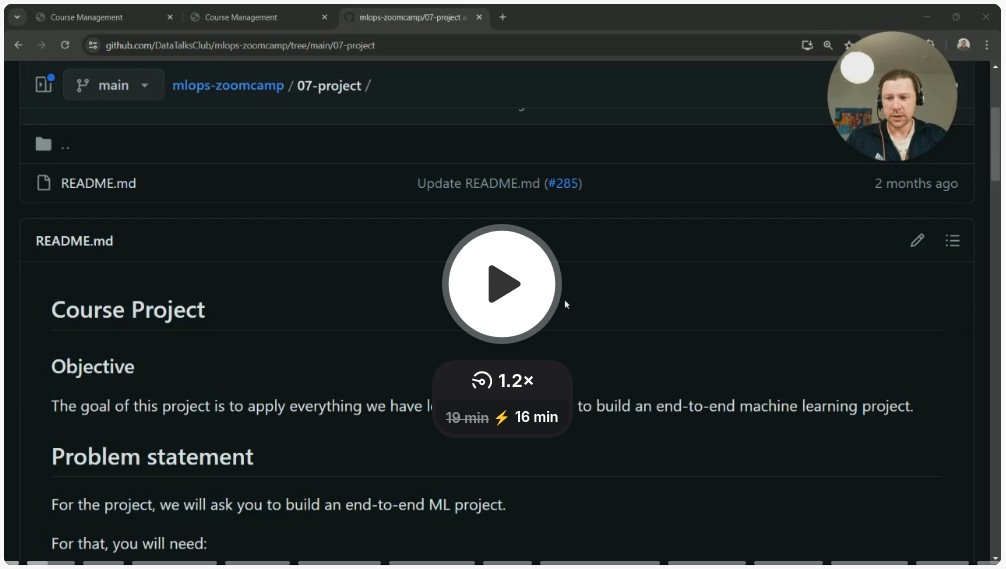 Course Management
Course Management
mlops-zoomcamp/07-project a
github.com/DataTalksClub/mlops-zoomcamp/tree/main/07-project
main
mlops-zoomcamp / 07-project /
..
README.md
Update README.md (#285)
2 months ago
README.md
Course Project
Objective
The goal of this project is to apply everything we have l
to build an end-to-end machine learning project.
1.2×
19 min ⚡ 16 min
Problem statement
For the project, we will ask you to build an end-to-end ML project.
For that, you will need: